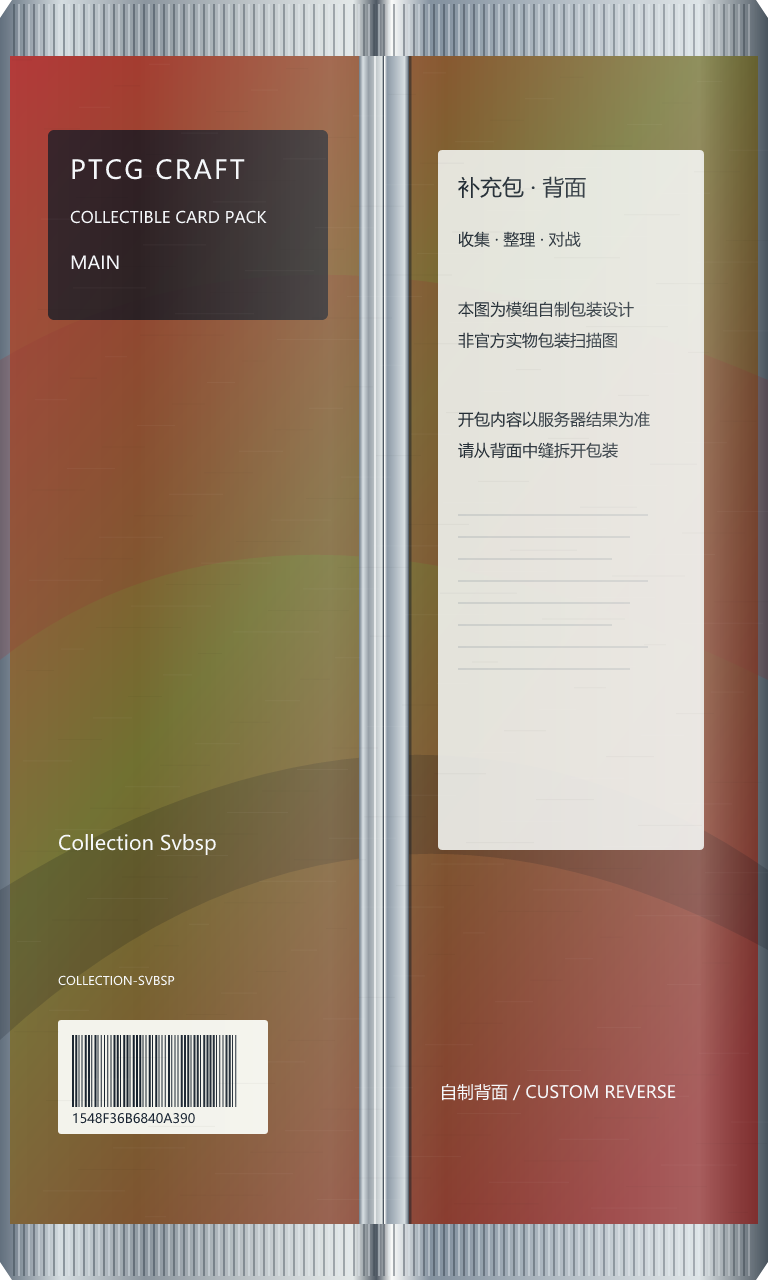 PTCG CRAFT
COLLECTIBLE CARD PACK
MAIN
Collection Svbsp
COLLECTION-SVBSP
1548F36B6840A390
补充包 · 背面
收集 · 整理 · 对战
本图为模组自制包装设计
非官方实物包装扫描图
开包内容以服务器结果为准
请从背面中缝拆开包装
自制背面 / CUSTOM REVERSE